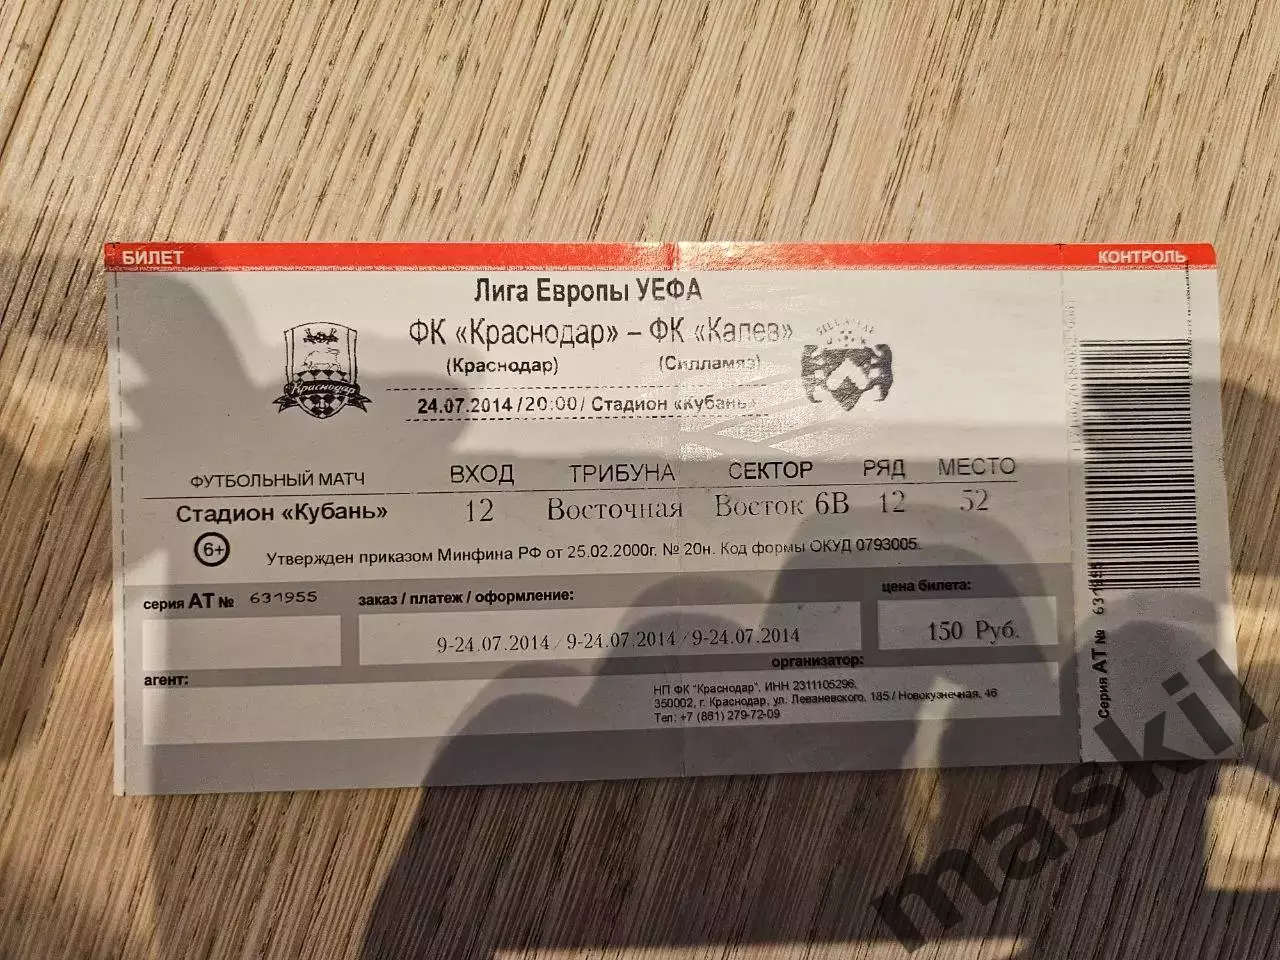 БИЛЕТ
КОНТРОЛЬ
Лига Европы УЕФА
ФК «Краснодар» – ФК «Калев»
(Краснодар) (Силламяэ)
Краснодар
24.07.2014 / 20:00 / Стадион «Кубань»
ФУТБОЛЬНЫЙ МАТЧ ВХОД ТРИБУНА СЕКТОР РЯД МЕСТО
Стадион «Кубань» 12 Восточная Восток 6В 12 52
6+ Утвержден приказом Минфина РФ от 25.02.2000г. № 20н. Код формы ОКУД 0793005.
серия АТ № 631955 заказ / платеж / оформление: цена билета:
9-24.07.2014 / 9-24.07.2014 / 9-24.07.2014 150 Руб.
агент: организатор:
НП ФК "Краснодар", ИНН 2311105296,
350002, г. Краснодар, ул. Леваневского, 185 / Новокузнечная, 46
Тел: +7 (861) 279-72-09
Серия АТ № 631955
maskil